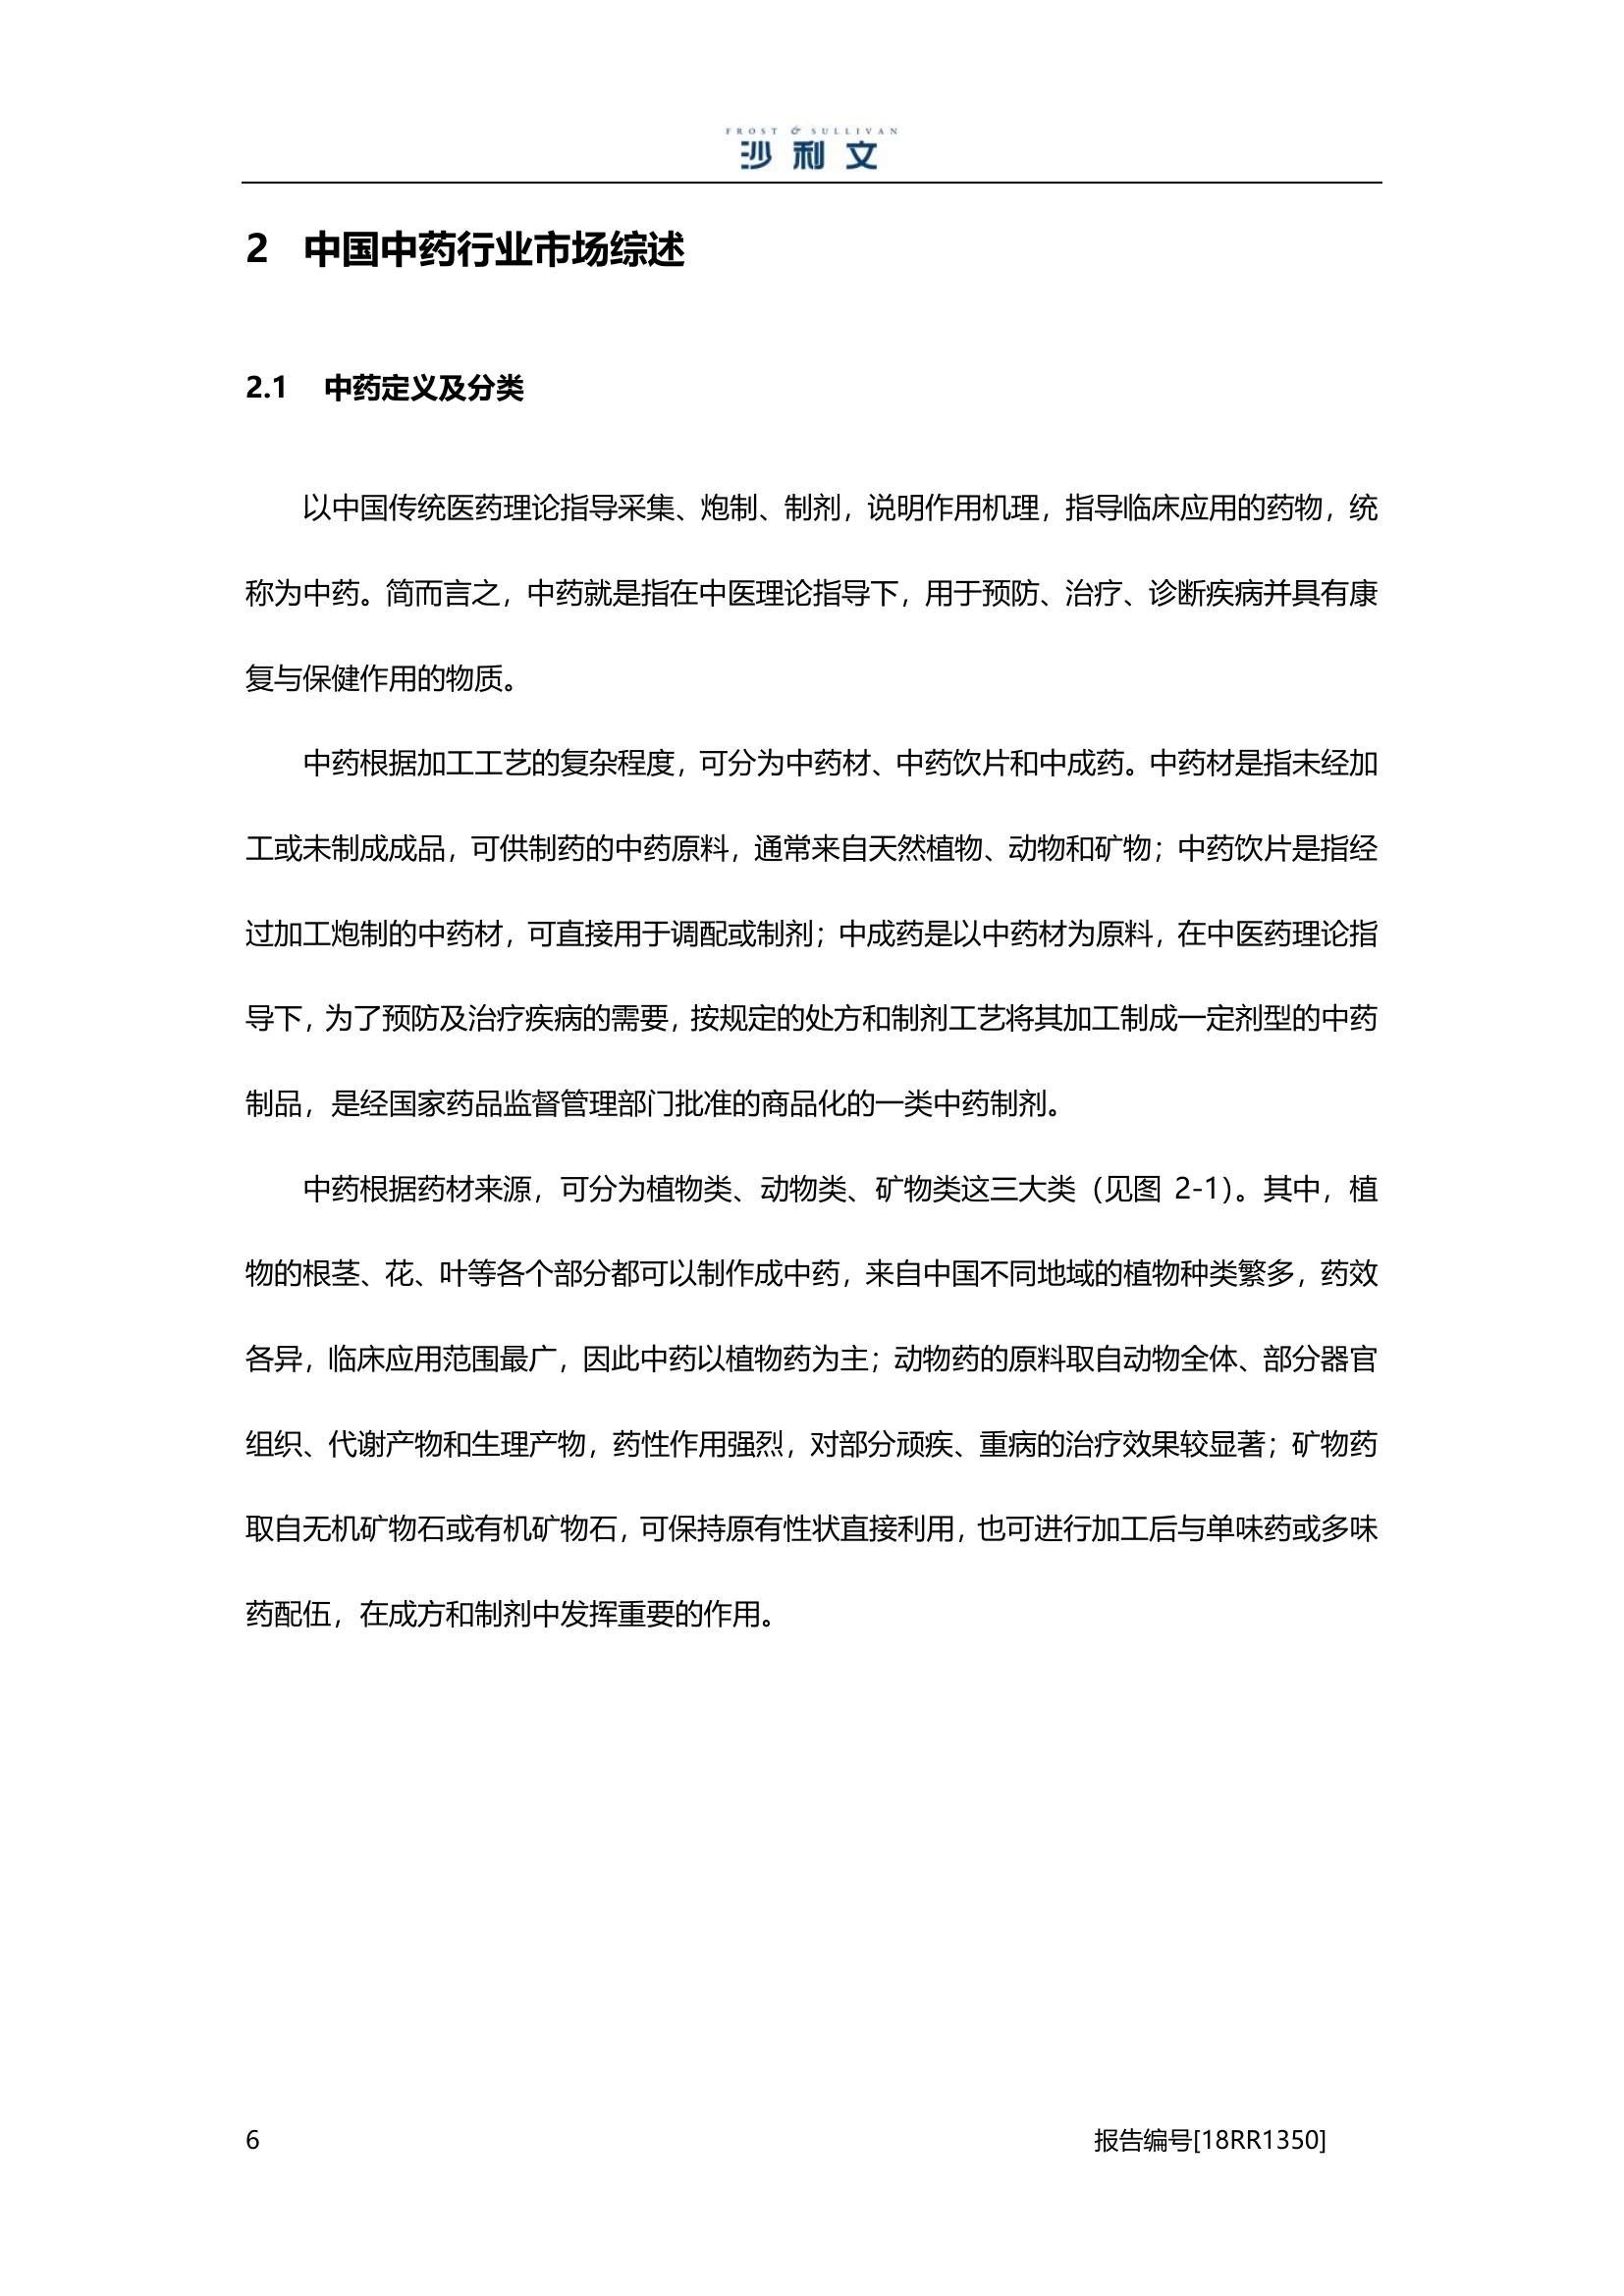 FROST & SULLIVAN
沙利文
2 中国中药行业市场综述
2.1 中药定义及分类
以中国传统医药理论指导采集、炮制、制剂，说明作用机理，指导临床应用的药物，统
称为中药。简而言之，中药就是指在中医理论指导下，用于预防、治疗、诊断疾病并具有康
复与保健作用的物质。
中药根据加工工艺的复杂程度，可分为中药材、中药饮片和中成药。中药材是指未经加
工或未制成成品，可供制药的中药原料，通常来自天然植物、动物和矿物；中药饮片是指经
过加工炮制的中药材，可直接用于调配或制剂；中成药是以中药材为原料，在中医药理论指
导下，为了预防及治疗疾病的需要，按规定的处方和制剂工艺将其加工制成一定剂型的中药
制品，是经国家药品监督管理部门批准的商品化的一类中药制剂。
中药根据药材来源，可分为植物类、动物类、矿物类这三大类（见图 2-1）。其中，植
物的根茎、花、叶等各个部分都可以制作成中药，来自中国不同地域的植物种类繁多，药效
各异，临床应用范围最广，因此中药以植物药为主；动物药的原料取自动物全体、部分器官
组织、代谢产物和生理产物，药性作用强烈，对部分顽疾、重病的治疗效果较显著；矿物药
取自无机矿物石或有机矿物石，可保持原有性状直接利用，也可进行加工后与单味药或多味
药配伍，在成方和制剂中发挥重要的作用。
6 报告编号[18RR1350]